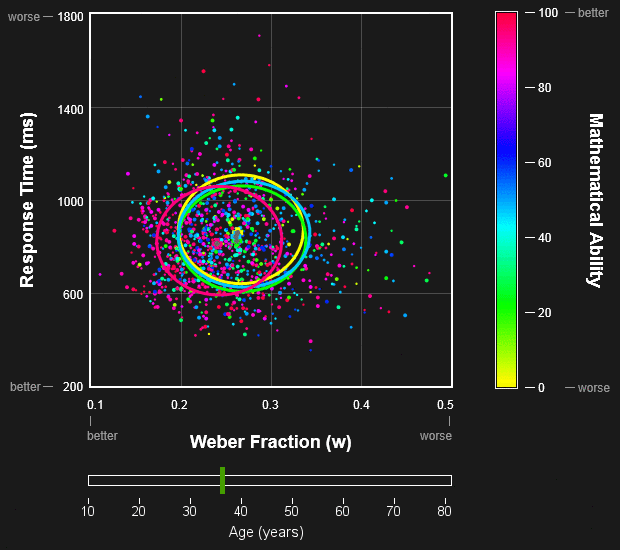 worse
1800
1400
1000
600
better
200
Response Time (ms)
0.1 0.2 0.3 0.4 0.5
better worse
Weber Fraction (w)
100 better
80
60
40
20
0 worse
Mathematical Ability
10 20 30 40 50 60 70 80
Age (years)